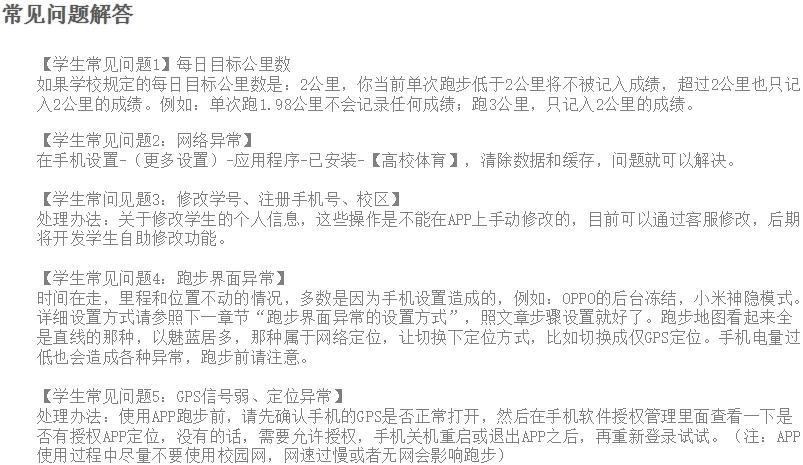 常见问题解答
【学生常见问题1】每日目标公里数
如果学校规定的每日目标公里数是：2公里，你当前单次跑步低于2公里将不被记入成绩，超过2公里也只记
入2公里的成绩。例如：单次跑1.98公里不会记录任何成绩；跑3公里，只记入2公里的成绩。
【学生常见问题2：网络异常】
在手机设置-（更多设置）-应用程序-已安装-【高校体育】，清除数据和缓存，问题就可以解决。
【学生常问见题3：修改学号、注册手机号、校区】
处理办法：关于修改学生的个人信息，这些操作是不能在APP上手动修改的，目前可以通过客服修改，后期
将开发学生自助修改功能。
【学生常见问题4：跑步界面异常】
时间在走，里程和位置不动的情况，多数是因为手机设置造成的，例如：OPPO的后台冻结，小米神隐模式。
详细设置方式请参照下一章节“跑步界面异常的设置方式”，照文章步骤设置就好了。跑步地图看起来全
是直线的那种，以魅蓝居多，那种属于网络定位，让切换下定位方式，比如切换成仅GPS定位。手机电量过
低也会造成各种异常，跑步前请注意。
【学生常见问题5：GPS信号弱、定位异常】
处理办法：使用APP跑步前，请先确认手机的GPS是否正常打开，然后在手机软件授权管理里面查看一下是
否有授权APP定位，没有的话，需要允许授权，手机关机重启或退出APP之后，再重新登录试试。（注：APP
使用过程中尽量不要使用校园网，网速过慢或者无网会影响跑步）